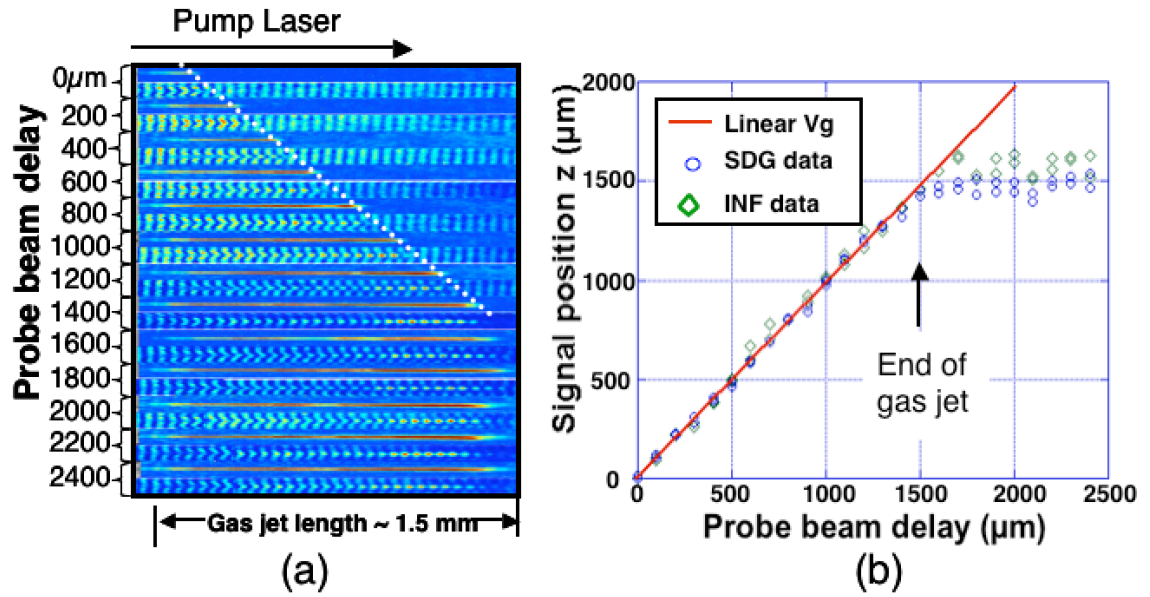 Pump Laser
Probe beam delay
0µm
200
400
600
800
1000
1200
1400
1600
1800
2000
2200
2400
Gas jet length ~ 1.5 mm
(a)
Signal position z (µm)
2000
1500
1000
500
0
Linear Vg
SDG data
INF data
End of
gas jet
0 500 1000 1500 2000 2500
Probe beam delay (µm)
(b)